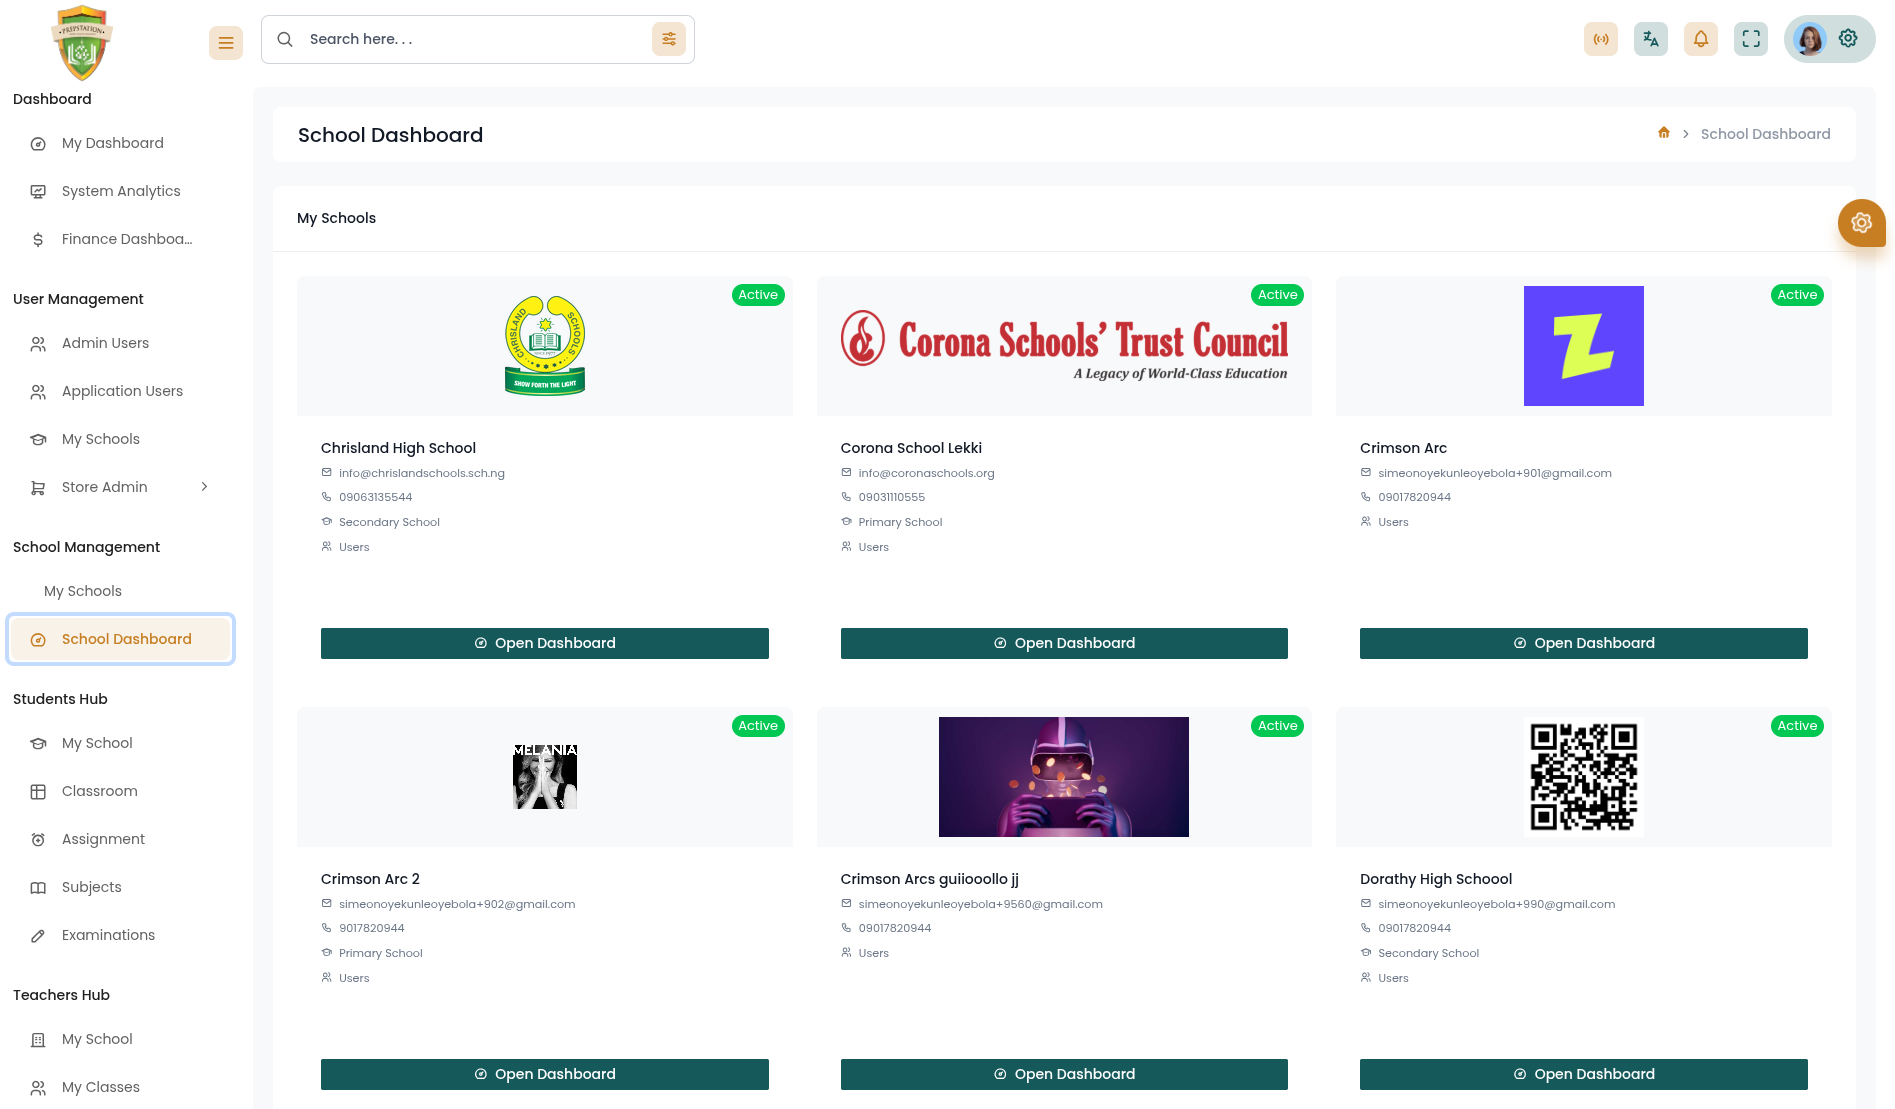 PREPSTATION
Search here. . .
Dashboard
My Dashboard
System Analytics
Finance Dashboa...
User Management
Admin Users
Application Users
My Schools
Store Admin
School Management
My Schools
School Dashboard
Students Hub
My School
Classroom
Assignment
Subjects
Examinations
Teachers Hub
My School
My Classes
School Dashboard
School Dashboard
My Schools
Active
CHRISLAND SCHOOLS
SHOW FORTH THE LIGHT
Chrisland High School
info@chrislandschools.sch.ng
09063135544
Secondary School
Users
Open Dashboard
Active
Corona Schools' Trust Council
A Legacy of World-Class Education
Corona School Lekki
info@coronaschools.org
09031110555
Primary School
Users
Open Dashboard
Active
Z
Crimson Arc
simeonoyekunleoyebola+901@gmail.com
09017820944
Users
Open Dashboard
Active
MELANIA
Crimson Arc 2
simeonoyekunleoyebola+902@gmail.com
9017820944
Primary School
Users
Open Dashboard
Active
Crimson Arcs guiiooollo jj
simeonoyekunleoyebola+9560@gmail.com
09017820944
Users
Open Dashboard
Active
Dorathy High Schoool
simeonoyekunleoyebola+990@gmail.com
09017820944
Secondary School
Users
Open Dashboard